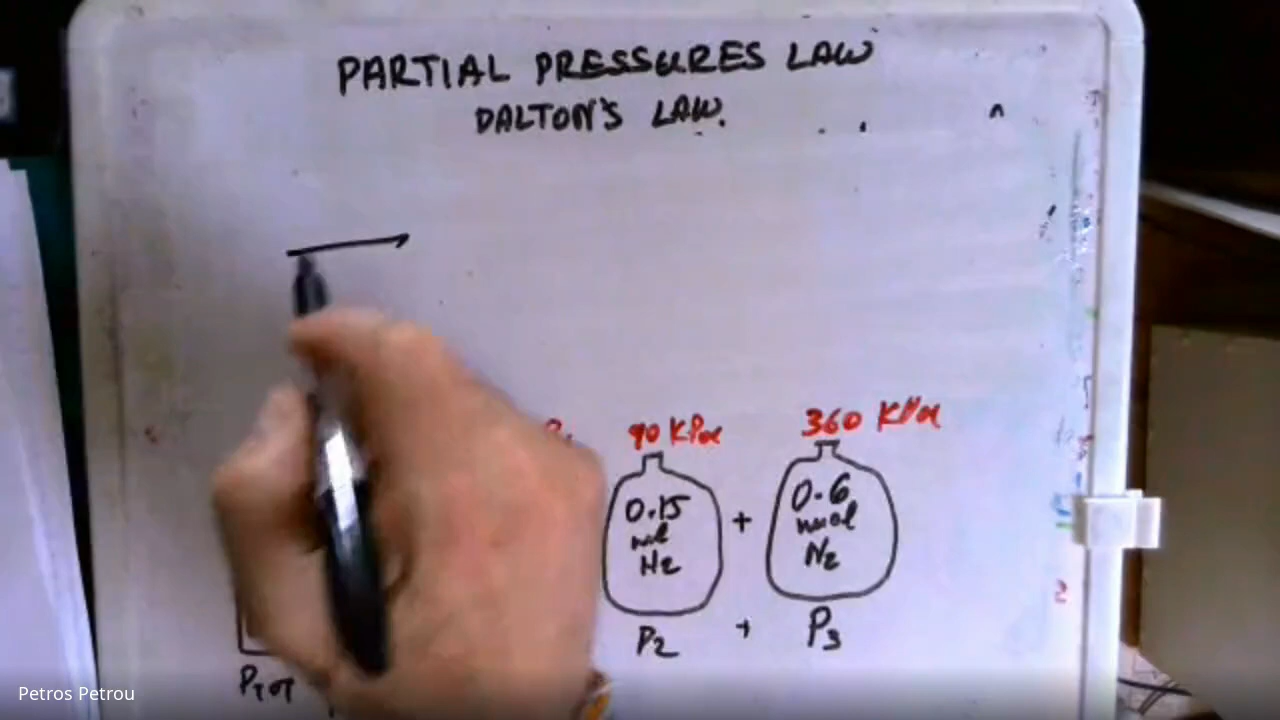 PARTIAL PRESSURES LAW
DALTON'S LAW.
90 KPa 360 KPa
0.15 + 0.6
mol mol
H2 N2
PTOT P2 + P3
Petros Petrou